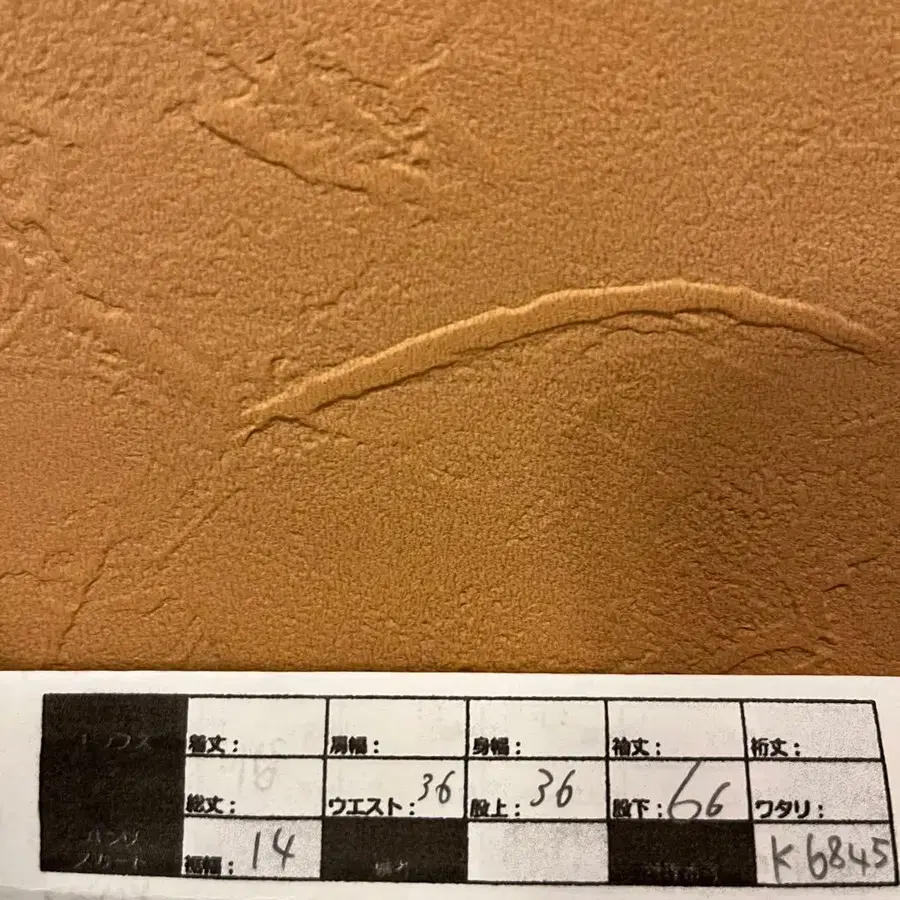 着丈： 肩幅： 身幅： 袖丈： 裄丈：
総丈： ウエスト：36 股上：36 股下：66 ワタリ：
裾幅：14 K6845